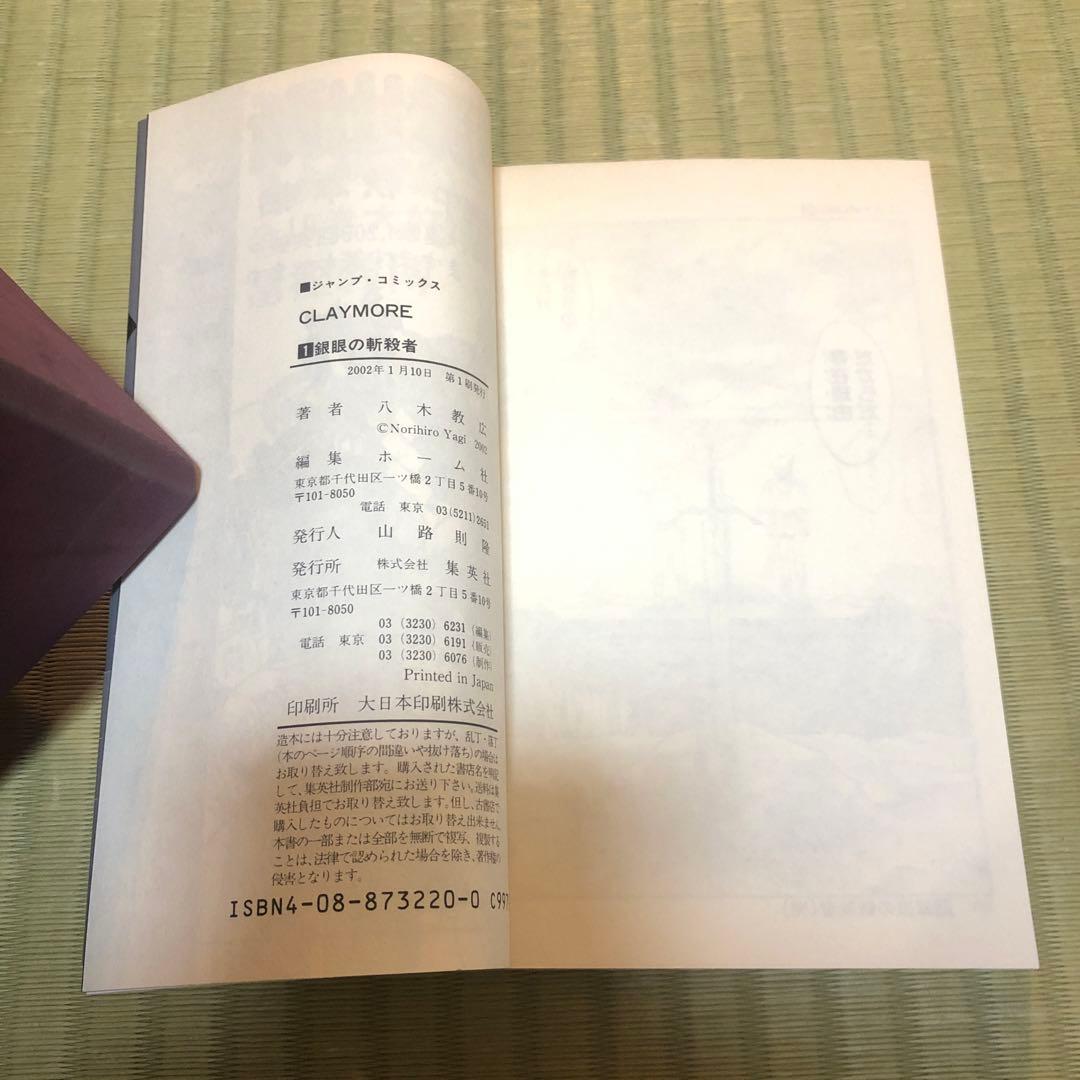 ■ジャンプ・コミックス
CLAYMORE
1銀眼の斬殺者
2002年1月10日 第1刷発行
著者 八木教広
©Norihiro Yagi 2002
編集 ホーム社
東京都千代田区一ツ橋2丁目5番10号
〒101-8050
電話 東京 03(5211)2651
発行人 山路則隆
発行所 株式会社 集英社
東京都千代田区一ツ橋2丁目5番10号
〒101-8050
03 (3230) 6231 (編集)
電話 東京 03 (3230) 6191 (販売)
03 (3230) 6076 (制作)
Printed in Japan
印刷所 大日本印刷株式会社
造本には十分注意しておりますが、乱丁・落丁
(本のページ順序の間違いや抜け落ち)の場合は
お取り替え致します。購入された書店名を明記
して、集英社制作部宛にお送り下さい。送料は集
英社負担でお取り替え致します。但し、古書店で
購入したものについてはお取り替え出来ません。
本書の一部または全部を無断で複写、複製する
ことは、法律で認められた場合を除き、著作権の
侵害となります。
ISBN4-08-873220-0 C997